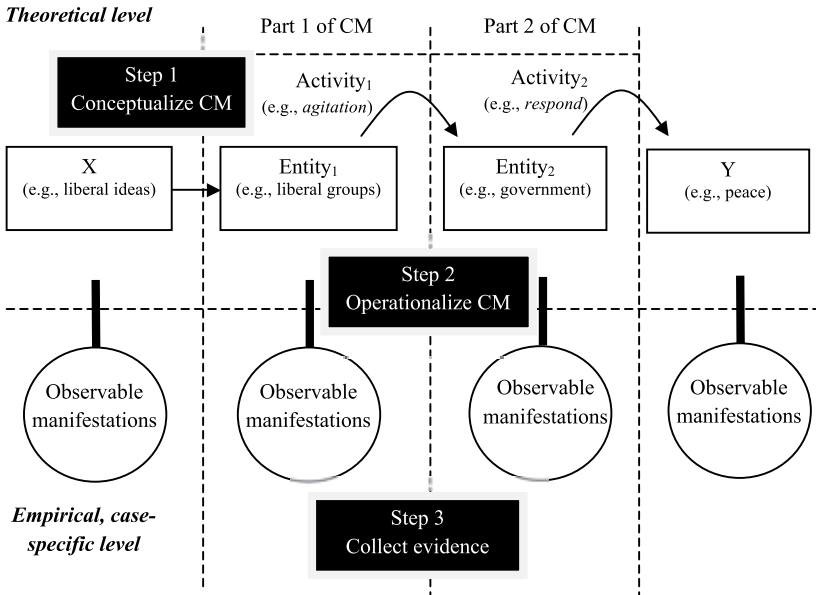 Theoretical level
Part 1 of CM
Part 2 of CM
Step 1
Conceptualize CM
Activity₁
(e.g., agitation)
Activity₂
(e.g., respond)
X
(e.g., liberal ideas)
Entity₁
(e.g., liberal groups)
Entity₂
(e.g., government)
Y
(e.g., peace)
Step 2
Operationalize CM
Observable
manifestations
Observable
manifestations
Observable
manifestations
Observable
manifestations
Empirical, case-
specific level
Step 3
Collect evidence